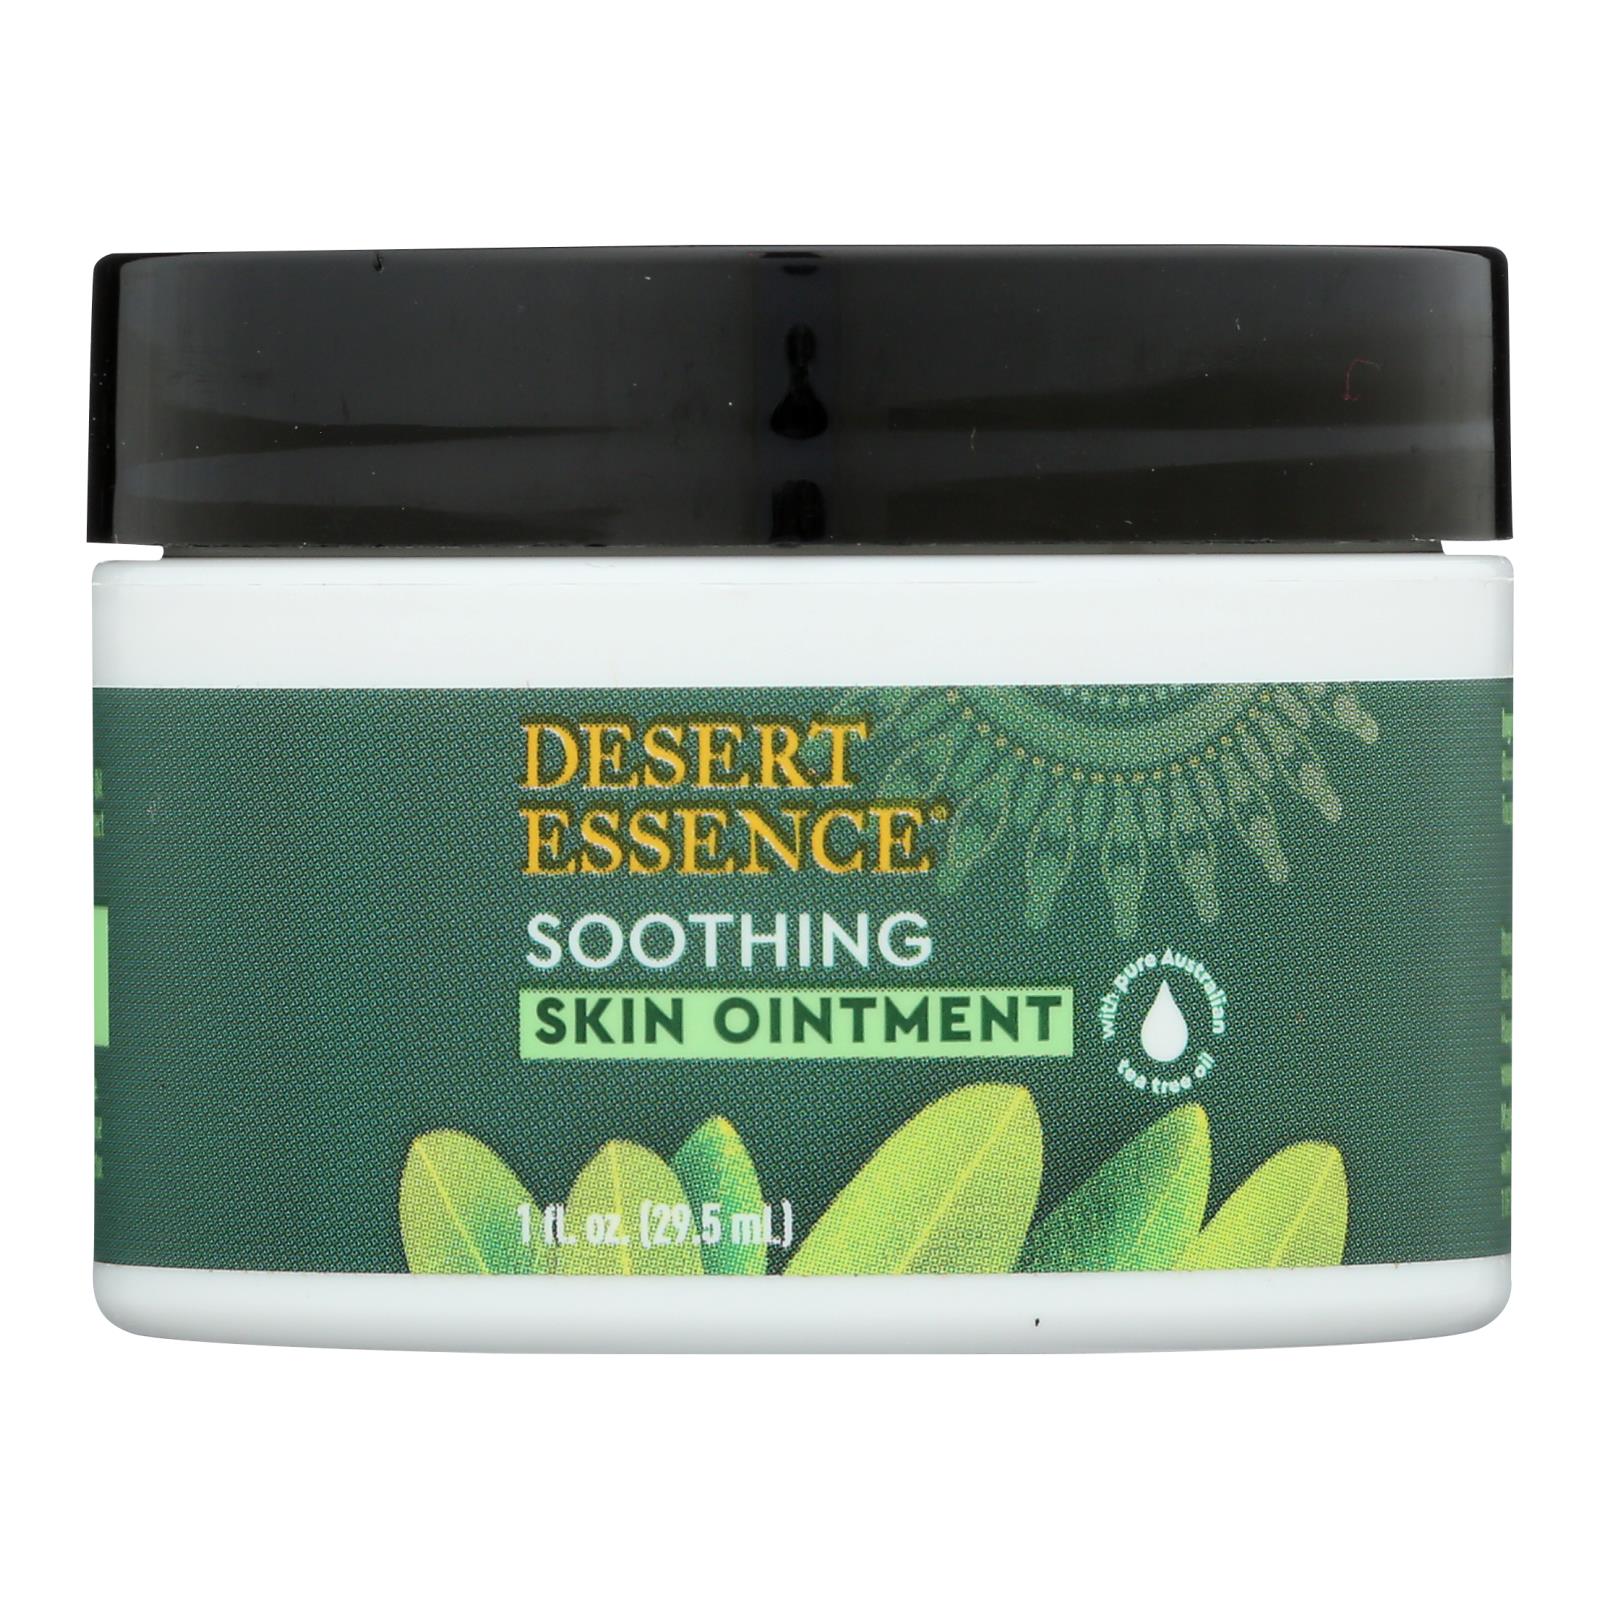 DESERT
ESSENCE®
SOOTHING
SKIN OINTMENT
with pure Australian
tea tree oil
1 fl. oz. (29.5 mL)